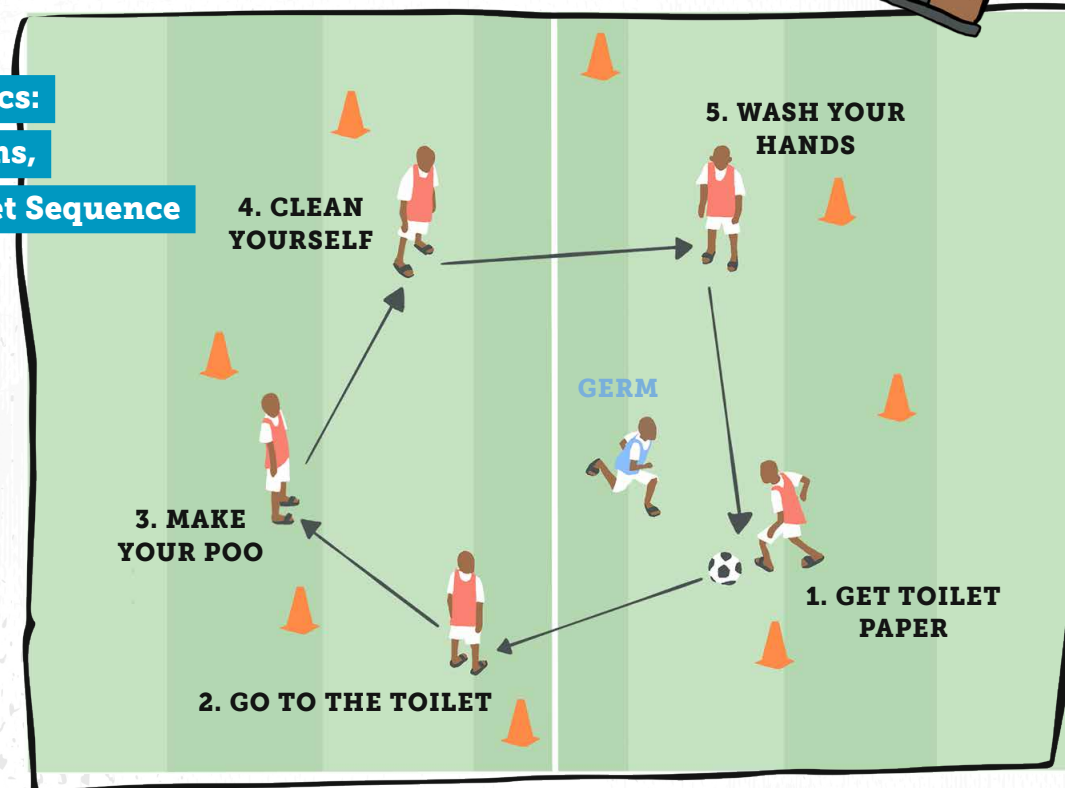 cs:
ns,
et Sequence
5. WASH YOUR
HANDS
4. CLEAN
YOURSELF
GERM
3. MAKE
YOUR POO
1. GET TOILET
PAPER
2. GO TO THE TOILET